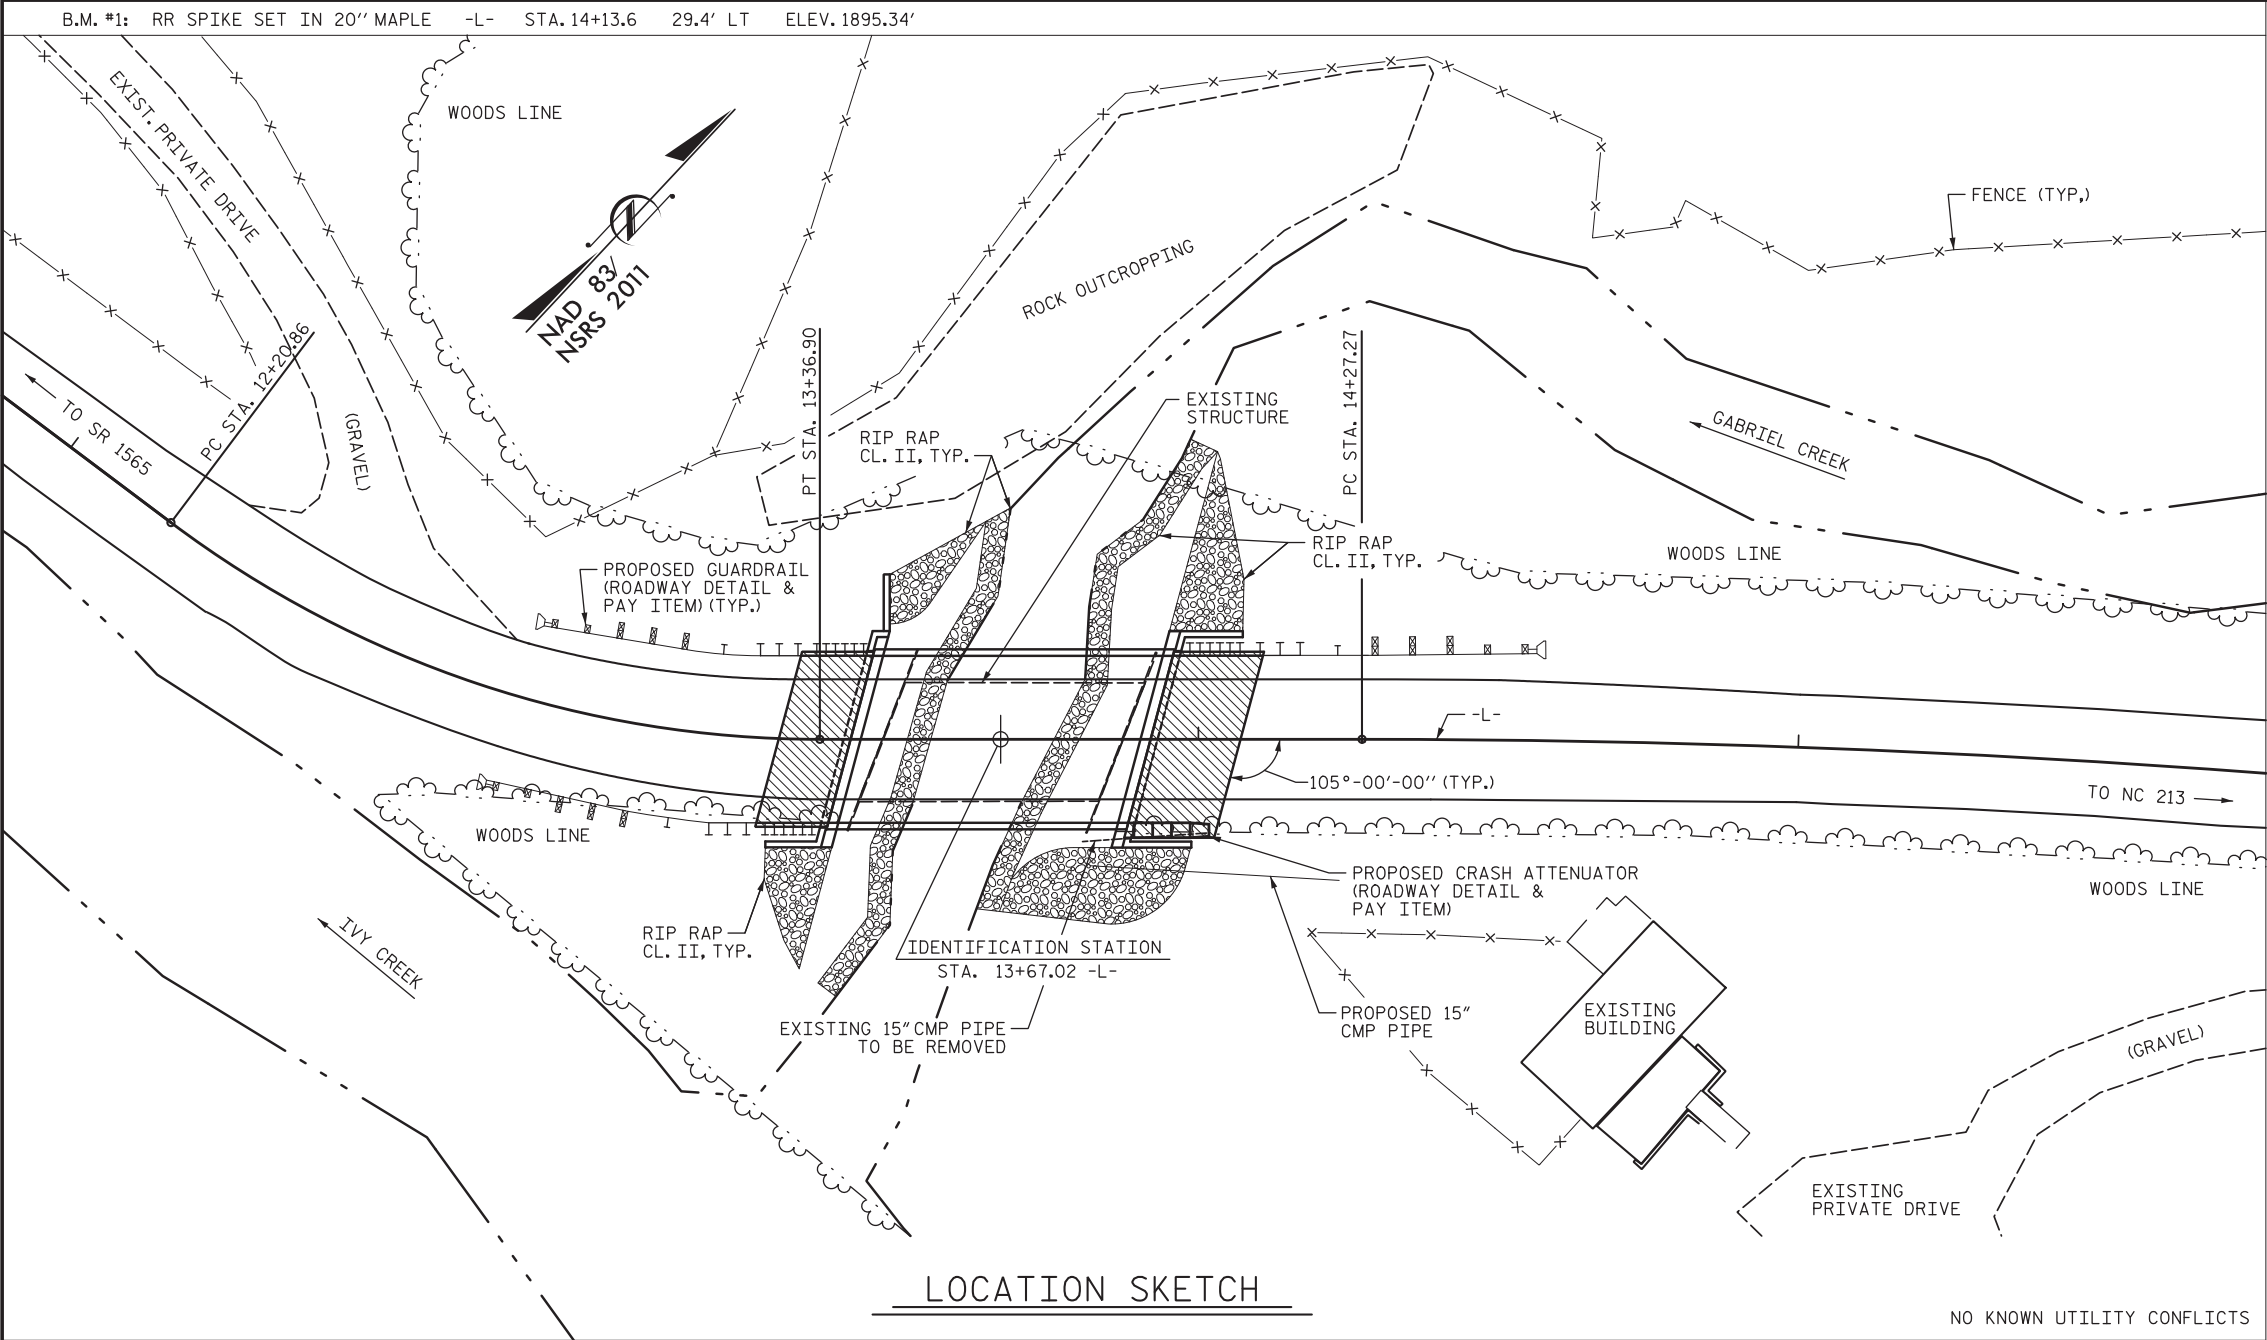 B.M. #1: RR SPIKE SET IN 20" MAPLE -L- STA. 14+13.6 29.4' LT ELEV. 1895.34'
WOODS LINE
EXIST. PRIVATE DRIVE
(GRAVEL)
NAD 83/
NSRS 2011
ROCK OUTCROPPING
FENCE (TYP.)
PC STA. 12+20.86
TO SR 1565
PT STA. 13+36.90
PC STA. 14+27.27
EXISTING
STRUCTURE
RIP RAP
CL. II, TYP.
GABRIEL CREEK
RIP RAP
CL. II, TYP.
WOODS LINE
PROPOSED GUARDRAIL
(ROADWAY DETAIL &
PAY ITEM) (TYP.)
-L-
105°-00'-00" (TYP.)
TO NC 213
WOODS LINE
PROPOSED CRASH ATTENUATOR
(ROADWAY DETAIL &
PAY ITEM)
WOODS LINE
IVY CREEK
RIP RAP
CL. II, TYP.
IDENTIFICATION STATION
STA. 13+67.02 -L-
EXISTING 15" CMP PIPE
TO BE REMOVED
PROPOSED 15"
CMP PIPE
EXISTING
BUILDING
(GRAVEL)
EXISTING
PRIVATE DRIVE
LOCATION SKETCH
NO KNOWN UTILITY CONFLICTS